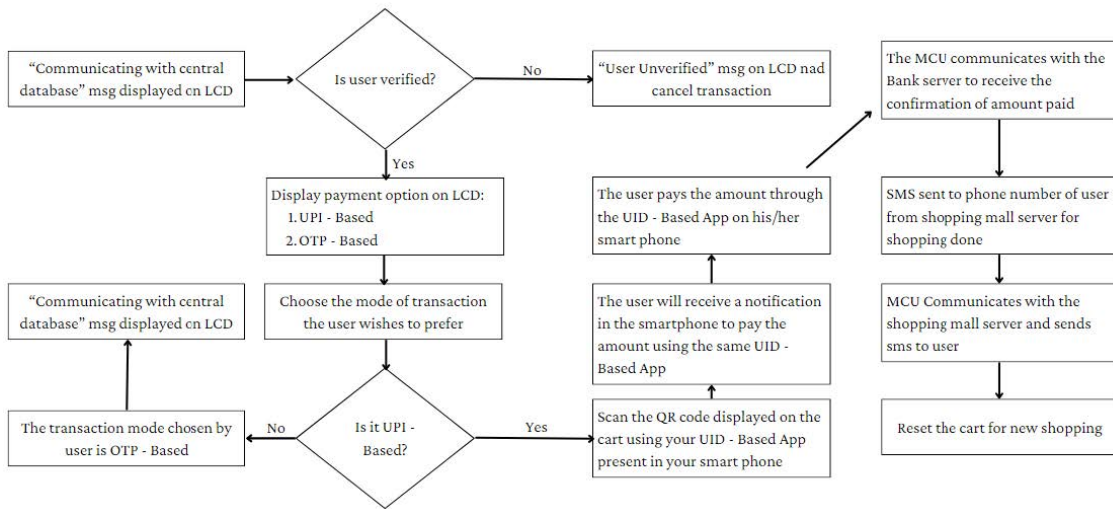 “Communicating with central
database” msg displayed cn LCD
Is user verified?
No
“User Unverified” msg on LCD nad
cancel transaction
Yes
Display payment option on LCD:
1. UPI - Based
2. OTP - Based
Choose the mode of transaction
the user wishes to prefer
Is it UPI -
Based?
No
The transaction mode chosen by
user is OTP - Based
“Communicating with central
database” msg displayed cn LCD
Yes
Scan the QR code displayed on the
cart using your UID - Based App
present in your smart phone
The user will receive a notification
in the smartphone to pay the
amount using the same UID -
Based App
The user pays the amount through
the UID - Based App on his/her
smart phone
The MCU communicates with the
Bank server to receive the
confirmation of amount paid
SMS sent to phone number of user
from shopping mall server for
shopping done
MCU Communicates with the
shopping mall server and sends
sms to user
Reset the cart for new shopping